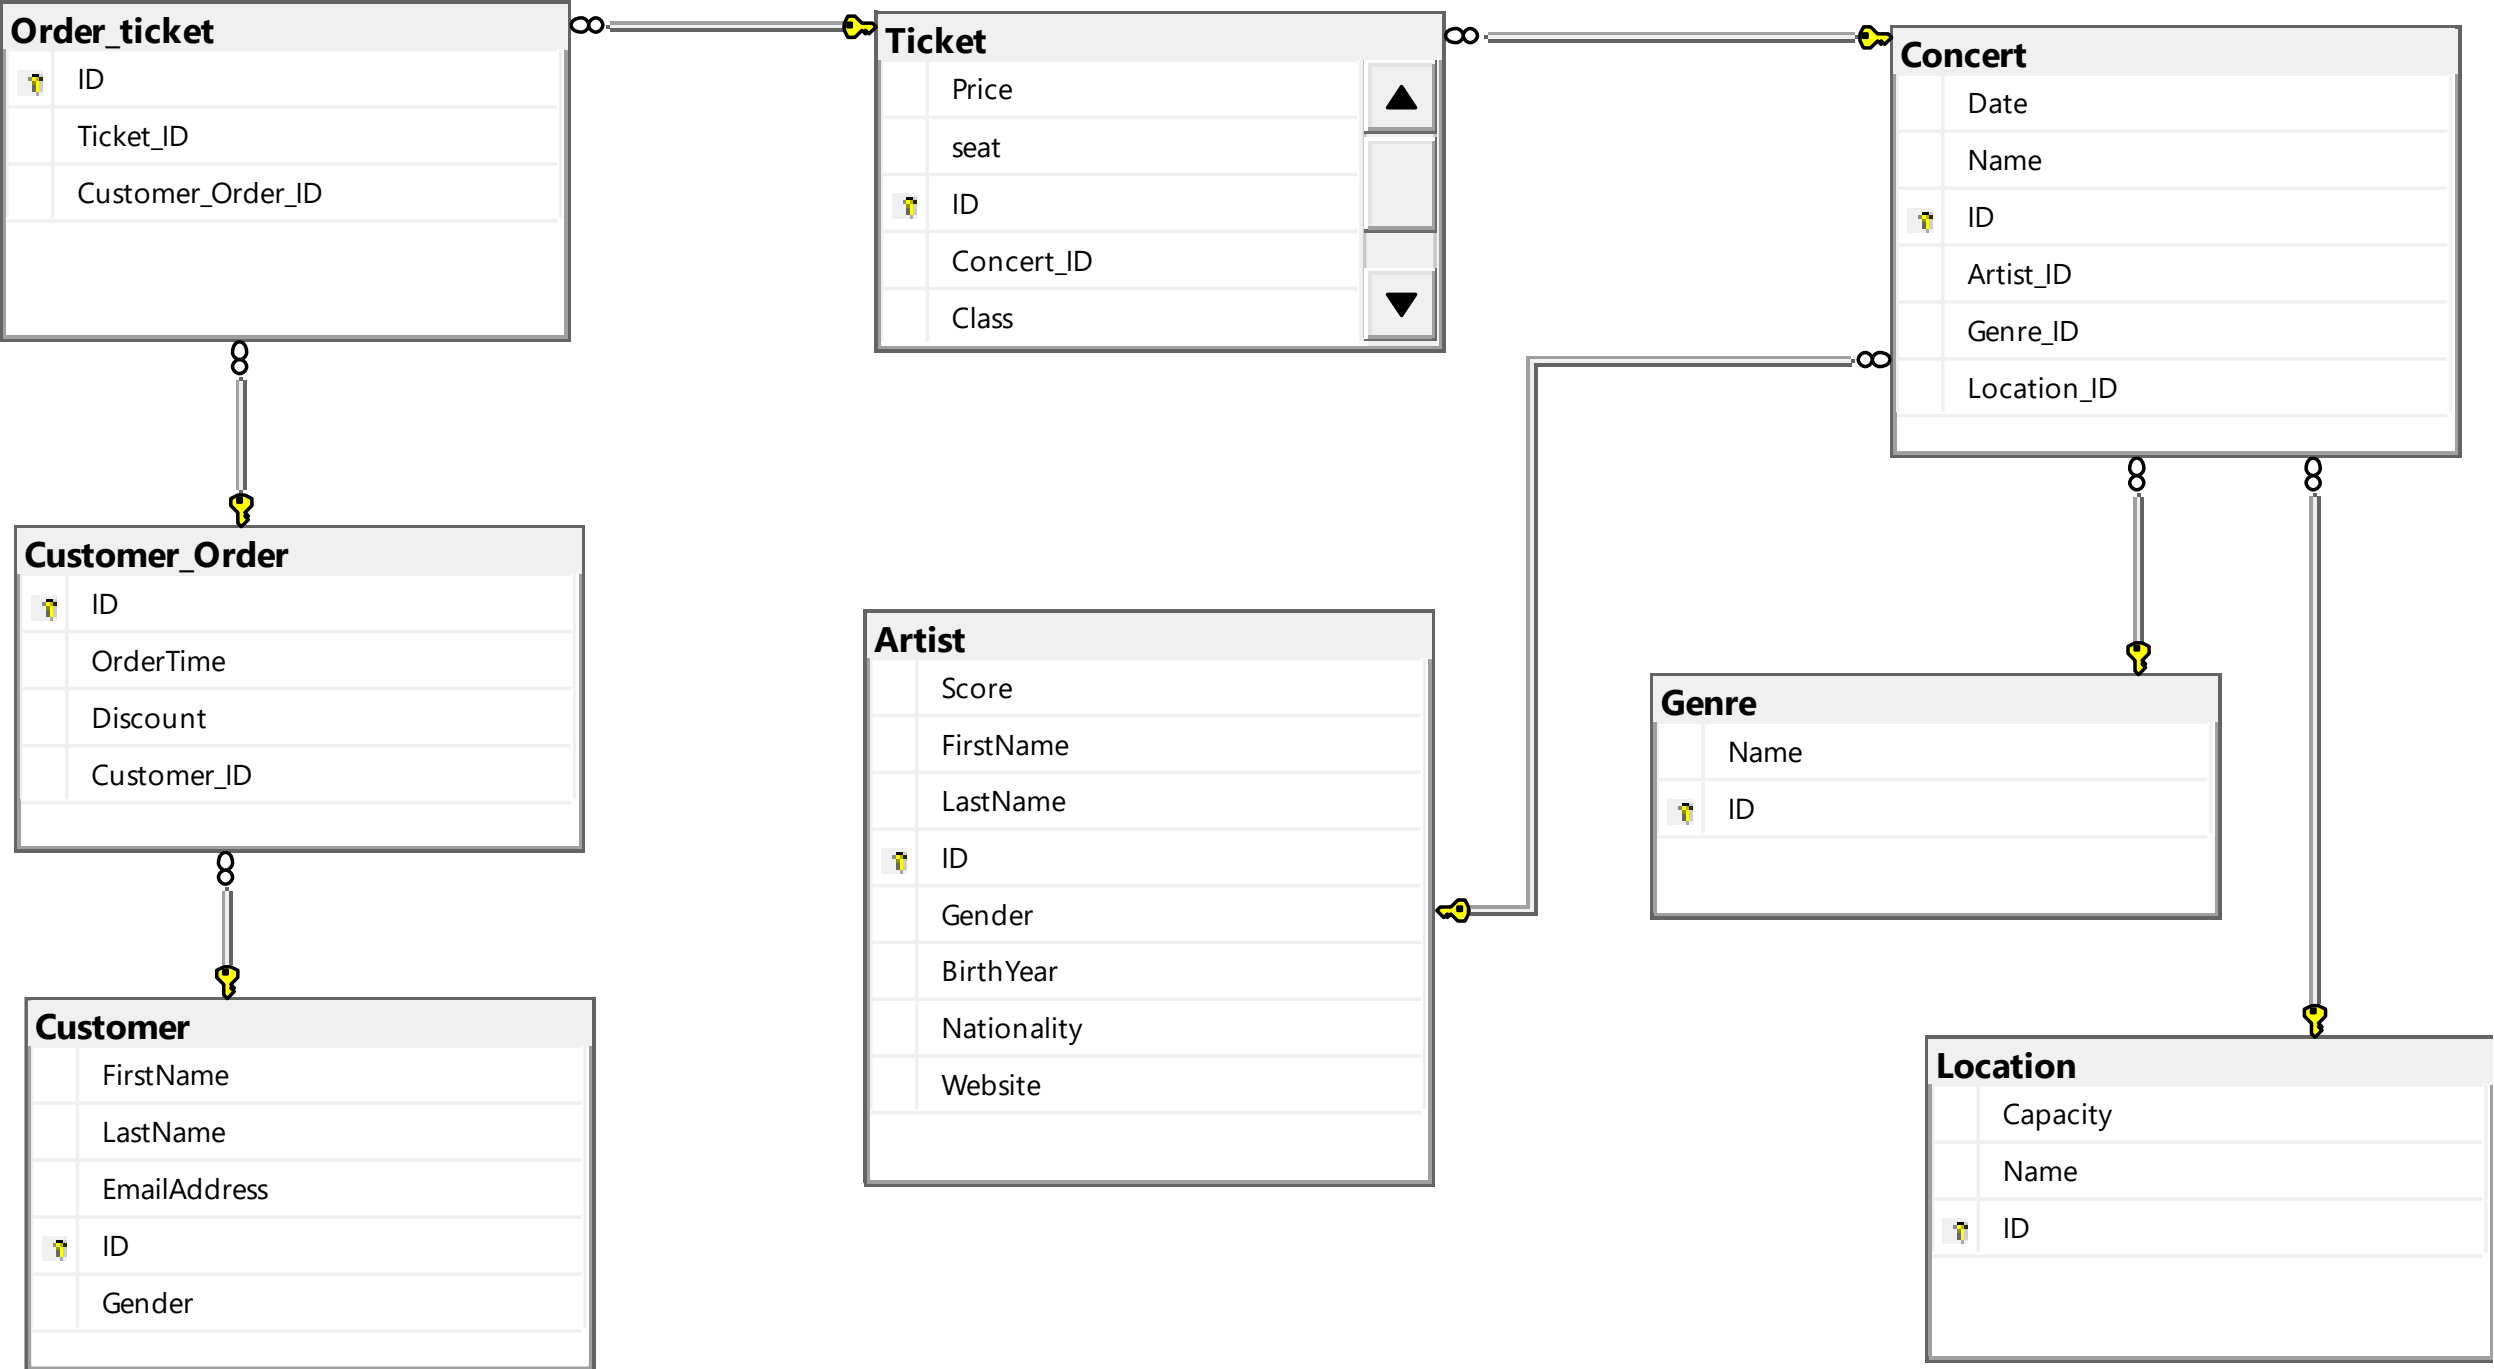 Order_ticket
ID
Ticket_ID
Customer_Order_ID
Ticket
Price
seat
ID
Concert_ID
Class
Concert
Date
Name
ID
Artist_ID
Genre_ID
Location_ID
Customer_Order
ID
OrderTime
Discount
Customer_ID
Artist
Score
FirstName
LastName
ID
Gender
BirthYear
Nationality
Website
Genre
Name
ID
Customer
FirstName
LastName
EmailAddress
ID
Gender
Location
Capacity
Name
ID